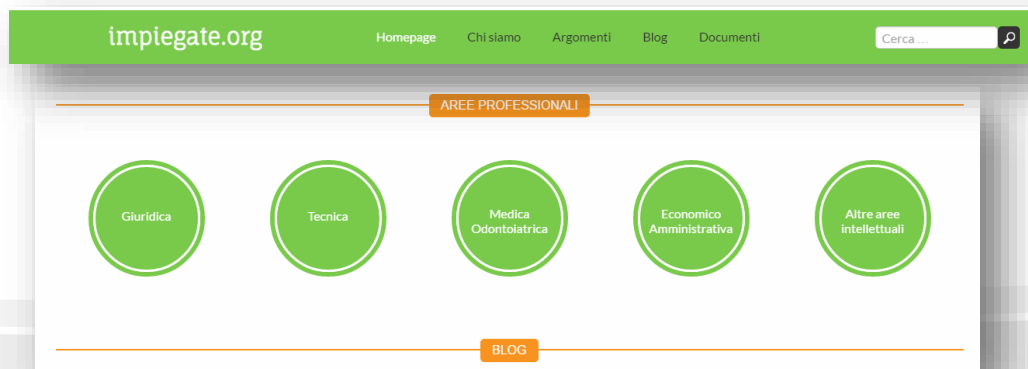 impiegate.org
Homepage Chi siamo Argomenti Blog Documenti
Cerca ...
AREE PROFESSIONALI
Giuridica
Tecnica
Medica
Odontoiatrica
Economico
Amministrativa
Altre aree
intellettuali
BLOG